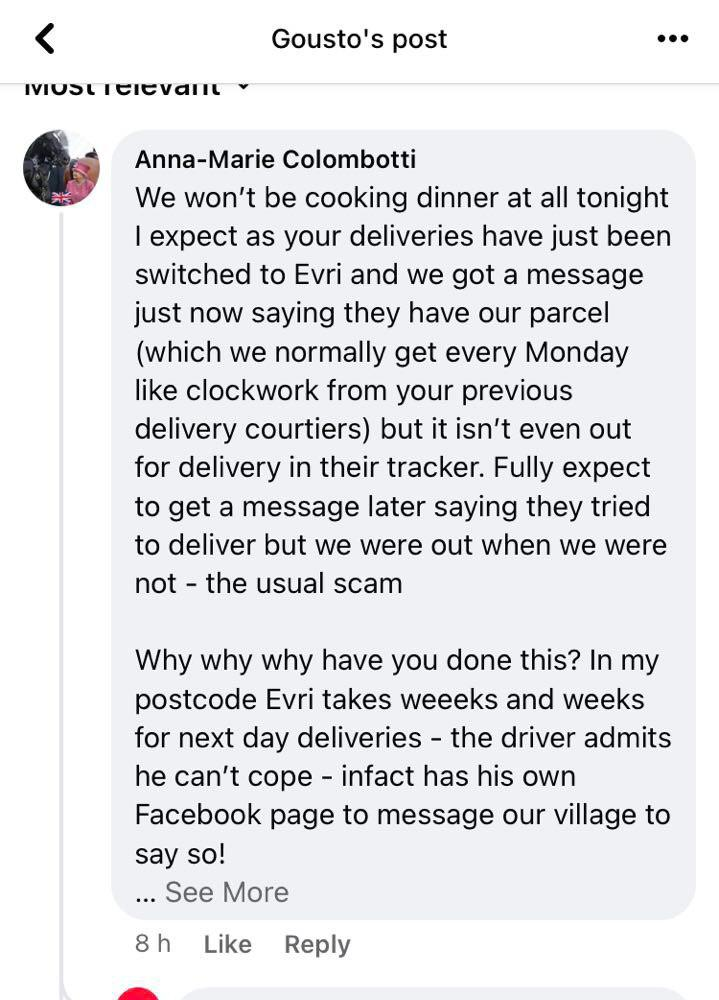 Gousto's post
Most relevant
Anna-Marie Colombotti
We won't be cooking dinner at all tonight
I expect as your deliveries have just been
switched to Evri and we got a message
just now saying they have our parcel
(which we normally get every Monday
like clockwork from your previous
delivery courtiers) but it isn't even out
for delivery in their tracker. Fully expect
to get a message later saying they tried
to deliver but we were out when we were
not - the usual scam
Why why why have you done this? In my
postcode Evri takes weeeks and weeks
for next day deliveries - the driver admits
he can't cope - infact has his own
Facebook page to message our village to
say so!
... See More
8 h Like Reply